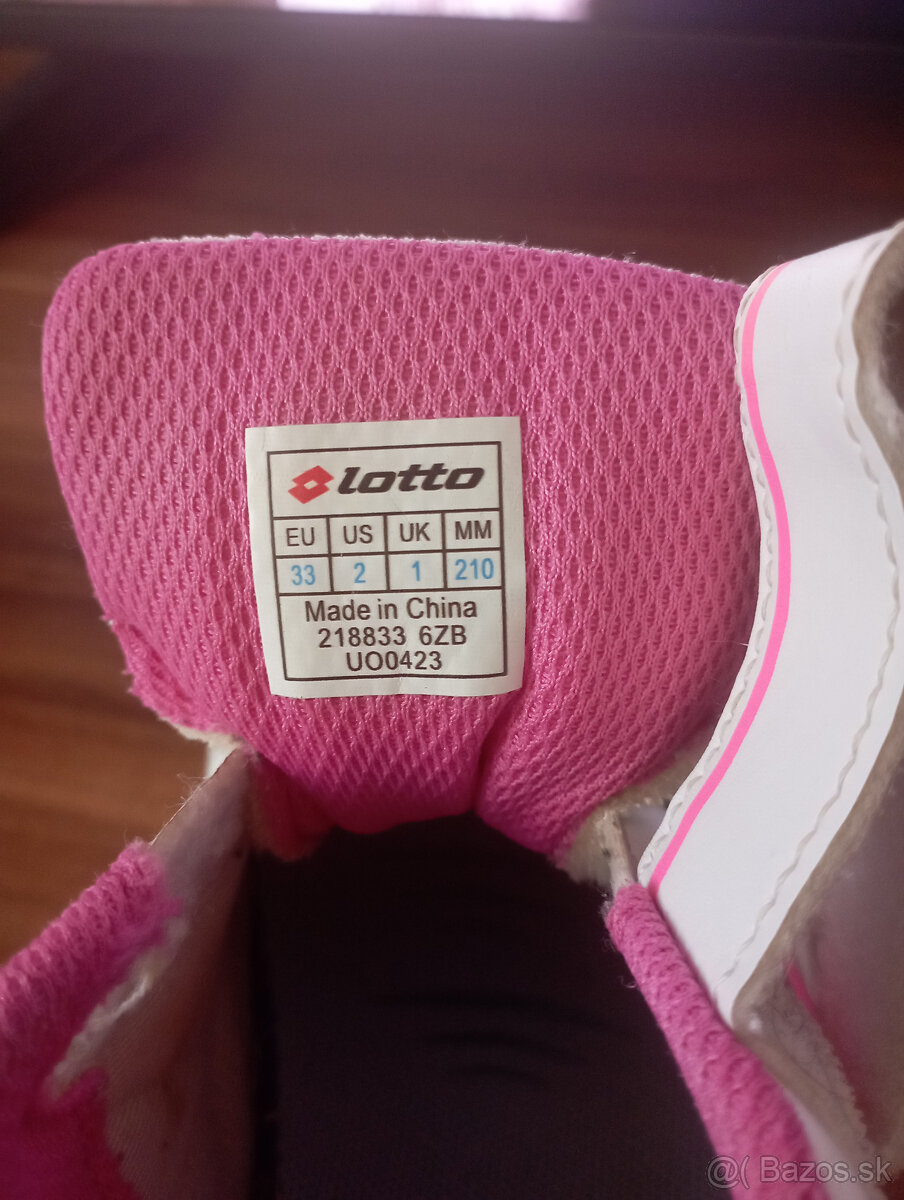 lotto
EU US UK MM
33 2 1 210
Made in China
218833 6ZB
UO0423
@( Bazos.sk